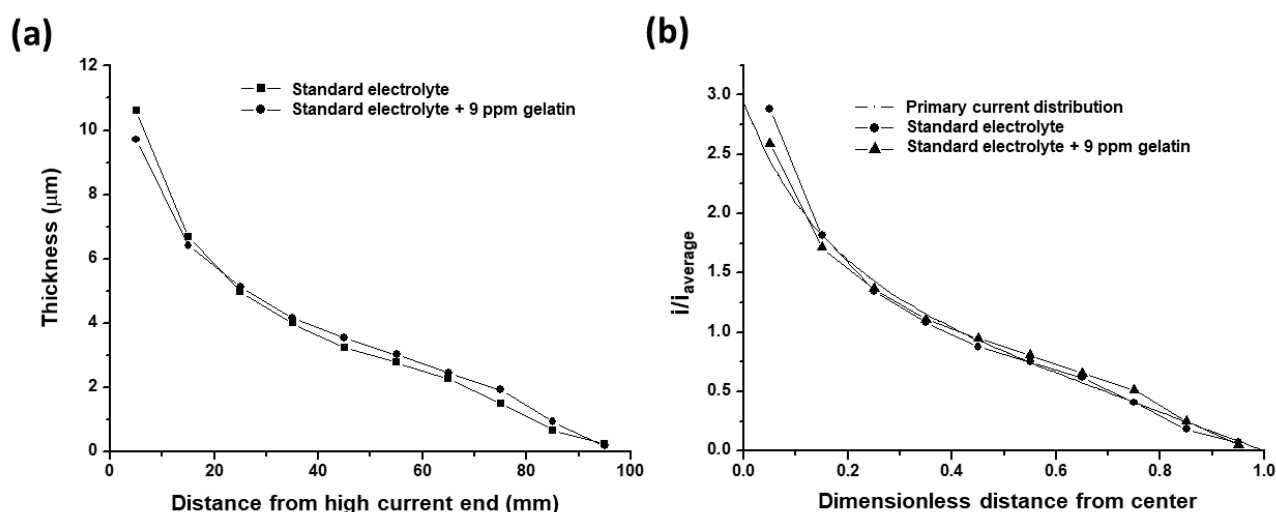 (a)
12
10
8
6
4
2
0
Thickness (μm)
Standard electrolyte
Standard electrolyte + 9 ppm gelatin
0 20 40 60 80 100
Distance from high current end (mm)
(b)
3.0
2.5
2.0
1.5
1.0
0.5
0.0
i/i_average
Primary current distribution
Standard electrolyte
Standard electrolyte + 9 ppm gelatin
0.0 0.2 0.4 0.6 0.8 1.0
Dimensionless distance from center